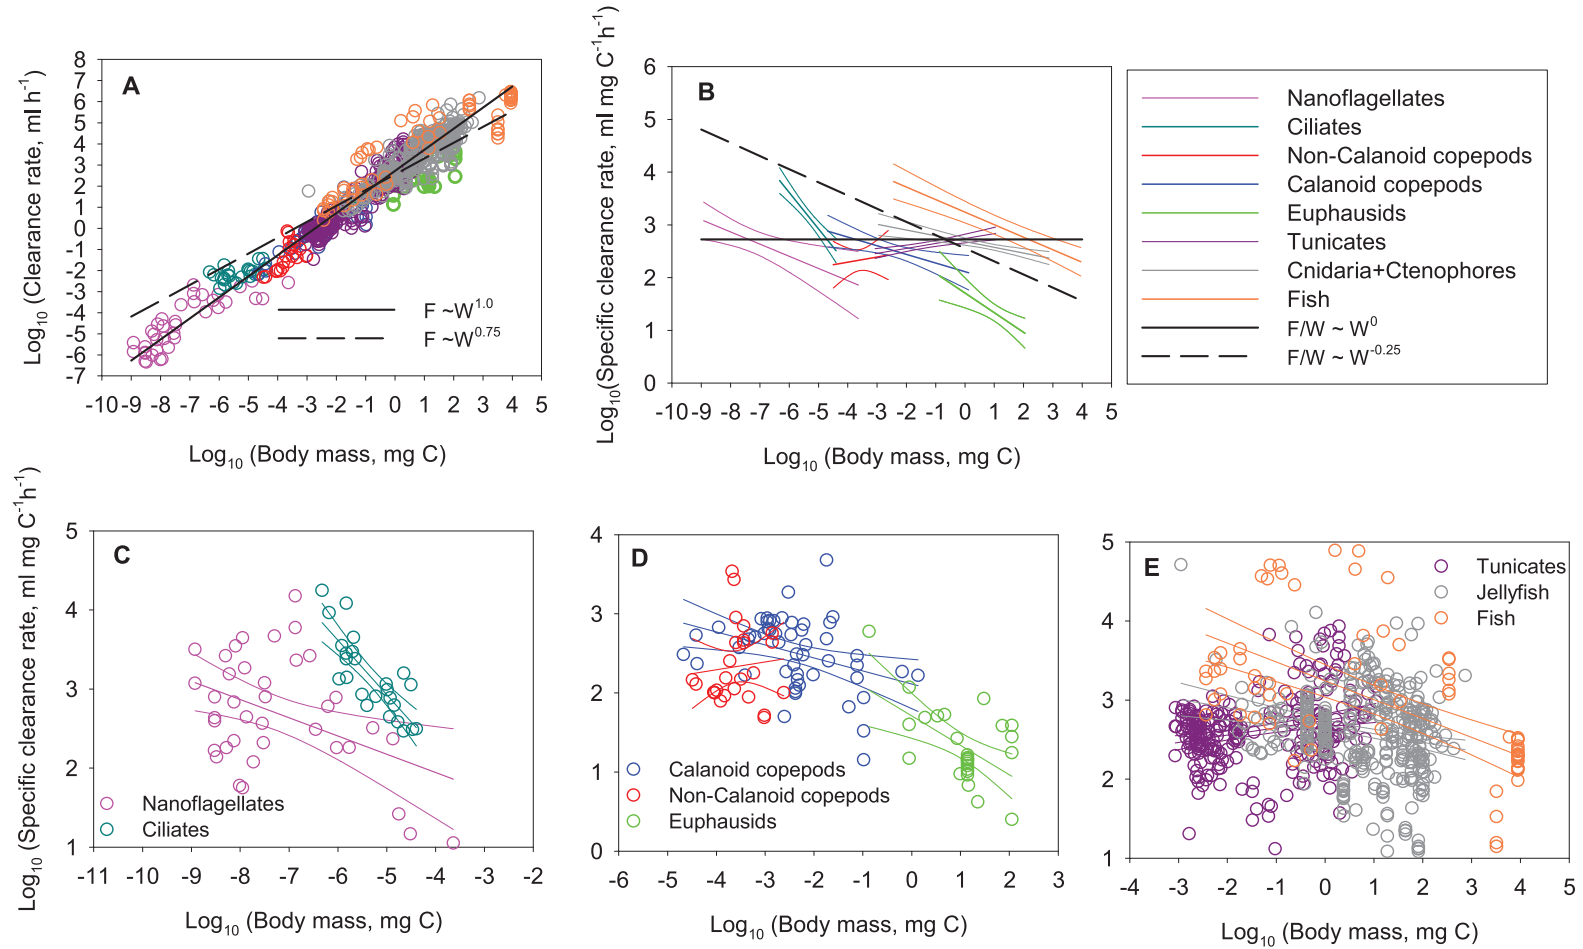 A
Log10 (Clearance rate, ml h-1)
8
7
6
5
4
3
2
1
0
-1
-2
-3
-4
-5
-6
-7
F ~W1.0
F ~W0.75
-10 -9 -8 -7 -6 -5 -4 -3 -2 -1 0 1 2 3 4 5
Log10 (Body mass, mg C)
B
Log10(Specific clearance rate, ml mg C-1h-1)
6
5
4
3
2
1
0
-10 -9 -8 -7 -6 -5 -4 -3 -2 -1 0 1 2 3 4 5
Log10 (Body mass, mg C)
Nanoflagellates
Ciliates
Non-Calanoid copepods
Calanoid copepods
Euphausids
Tunicates
Cnidaria+Ctenophores
Fish
F/W ~ W0
F/W ~ W-0.25
C
Log10 (Specific clearance rate, ml mg C-1h-1)
5
4
3
2
1
Nanoflagellates
Ciliates
-11 -10 -9 -8 -7 -6 -5 -4 -3 -2
Log10 (Body mass, mg C)
D
4
3
2
1
0
Calanoid copepods
Non-Calanoid copepods
Euphausids
-6 -5 -4 -3 -2 -1 0 1 2 3
Log10 (Body mass, mg C)
E
5
4
3
2
1
Tunicates
Jellyfish
Fish
-4 -3 -2 -1 0 1 2 3 4 5
Log10 (Body mass, mg C)